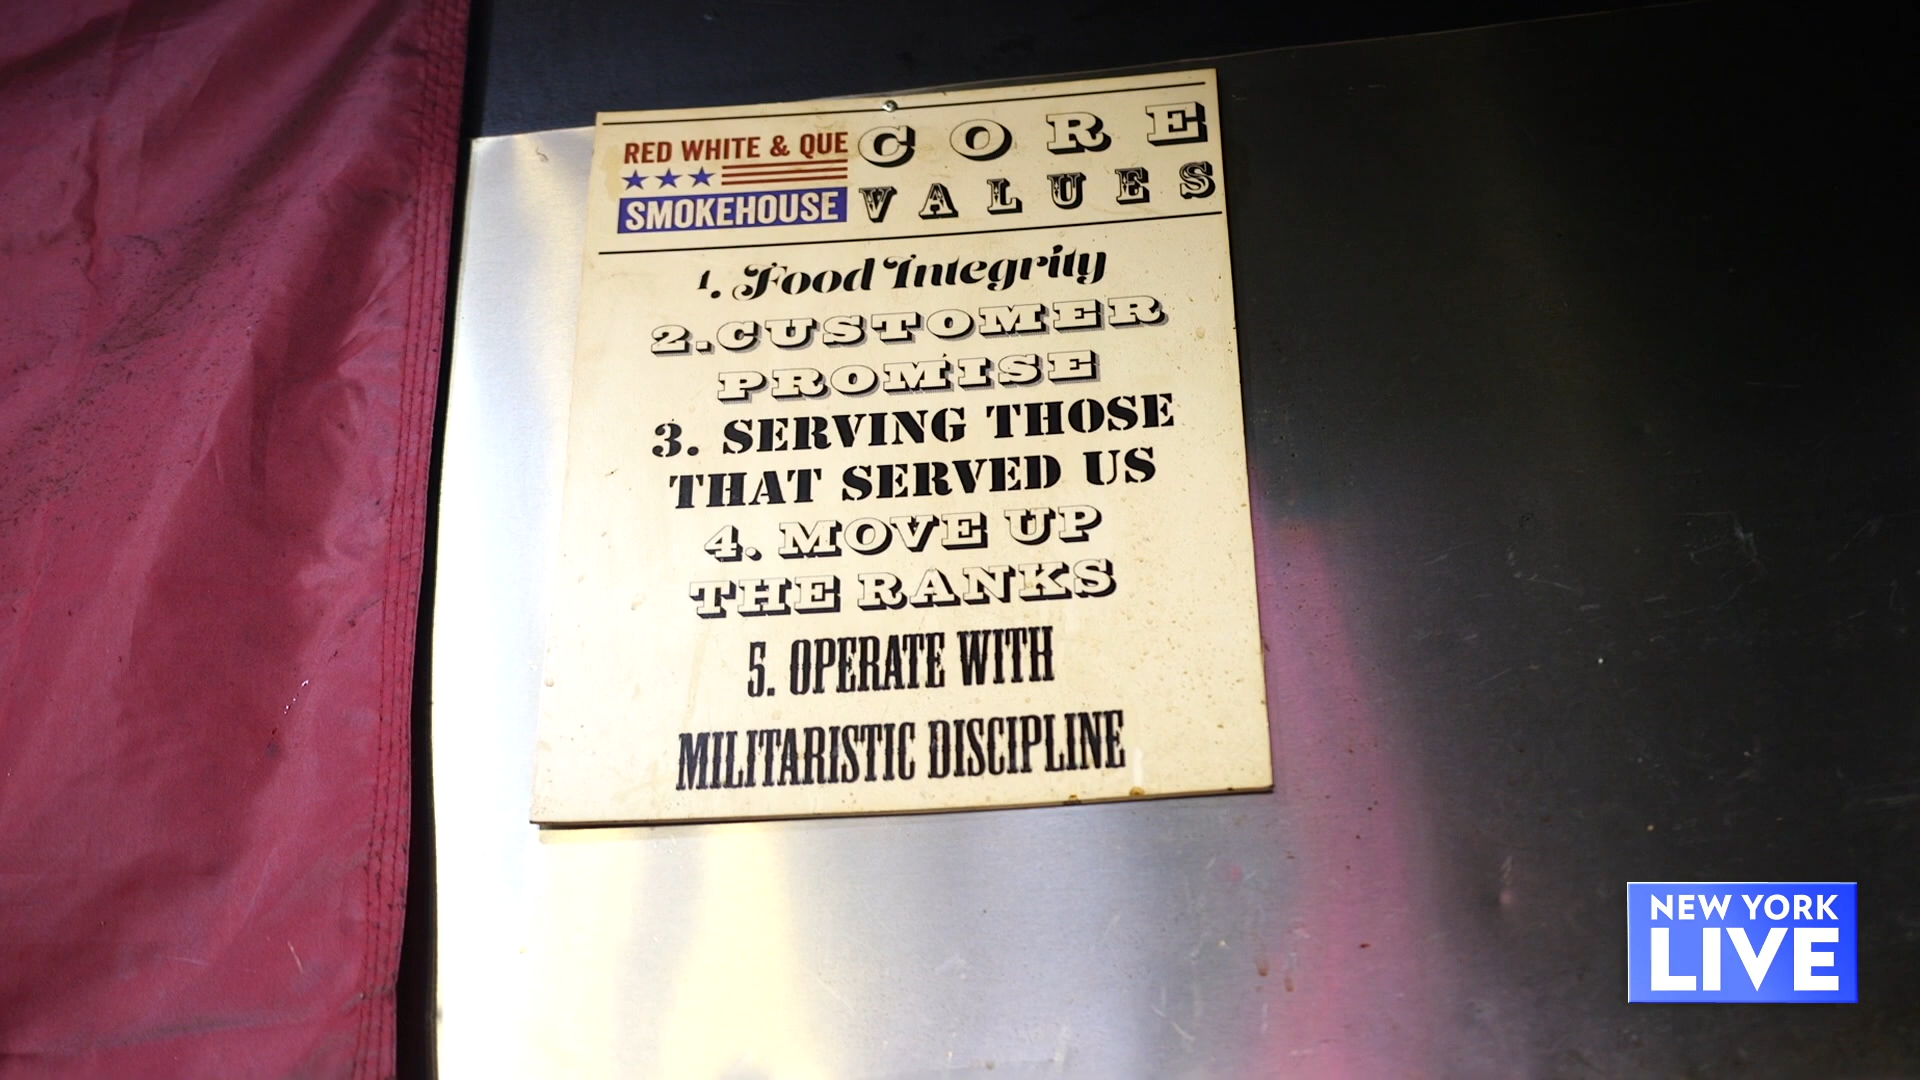 RED WHITE & QUE
SMOKEHOUSE
CORE
VALUES
1. Food Integrity
2. CUSTOMER
PROMISE
3. SERVING THOSE
THAT SERVED US
4. MOVE UP
THE RANKS
5. OPERATE WITH
MILITARISTIC DISCIPLINE
NEW YORK
LIVE